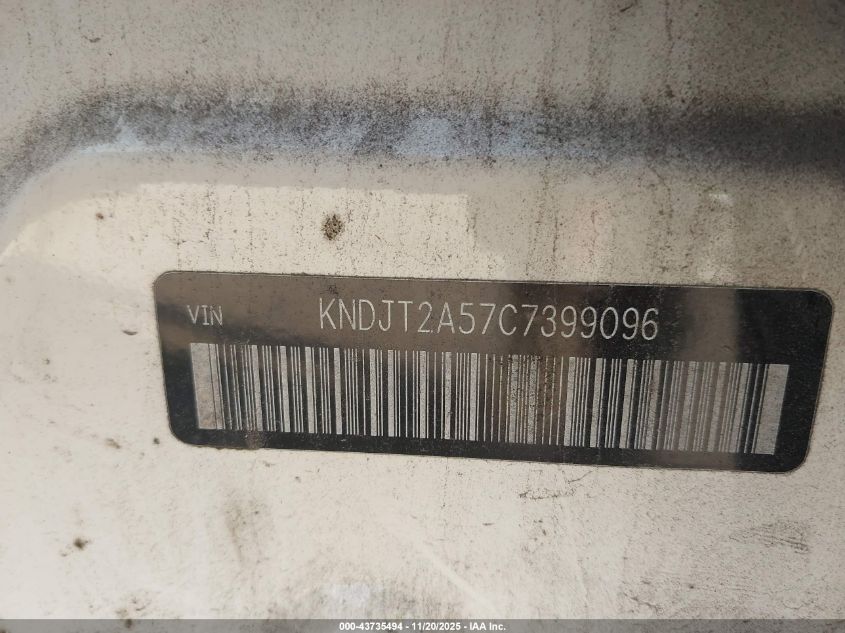 VIN KNDJT2A57C7399096
000-43735494 - 11/20/2025 - IAA Inc.